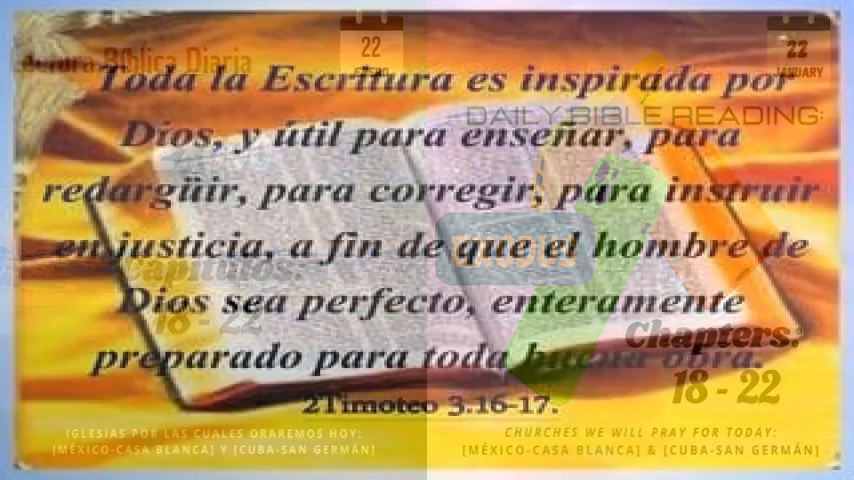 Lectura Bíblica Diaria
22
ENERO
22
JANUARY
Toda la Escritura es inspirada por
DAILY BIBLE READING:
Dios, y útil para enseñar, para
redargüir, para corregir, para instruir
en justicia, a fin de que el hombre de
Capítulos:
Dios sea perfecto, enteramente
18 - 22
Chapters:
preparado para toda buena obra.
18 - 22
2Timoteo 3.16-17.
IGLESIAS POR LAS CUALES ORAREMOS HOY:
[MÉXICO-CASA BLANCA] Y [CUBA-SAN GERMÁN]
CHURCHES WE WILL PRAY FOR TODAY:
[MÉXICO-CASA BLANCA] & [CUBA-SAN GERMÁN]